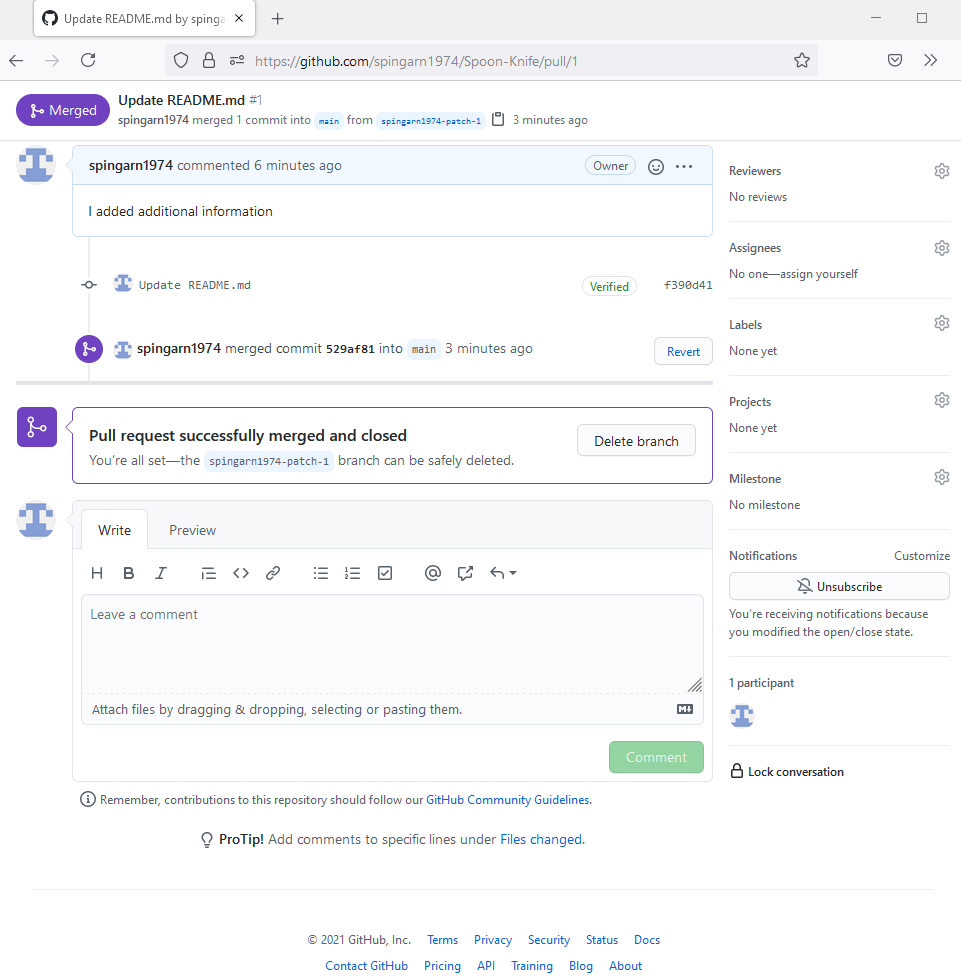 Update README.md by spinga
https://github.com/spingarn1974/Spoon-Knife/pull/1
Merged
Update README.md #1
spingarn1974 merged 1 commit into main from spingarn1974-patch-1 3 minutes ago
spingarn1974 commented 6 minutes ago Owner
I added additional information
Update README.md Verified f390d41
spingarn1974 merged commit 529af81 into main 3 minutes ago Revert
Pull request successfully merged and closed
You're all set—the spingarn1974-patch-1 branch can be safely deleted.
Delete branch
Write Preview
H B I
Leave a comment
Attach files by dragging & dropping, selecting or pasting them.
Comment
Remember, contributions to this repository should follow our GitHub Community Guidelines.
ProTip! Add comments to specific lines under Files changed.
Reviewers
No reviews
Assignees
No one—assign yourself
Labels
None yet
Projects
None yet
Milestone
No milestone
Notifications Customize
Unsubscribe
You're receiving notifications because
you modified the open/close state.
1 participant
Lock conversation
© 2021 GitHub, Inc. Terms Privacy Security Status Docs
Contact GitHub Pricing API Training Blog About